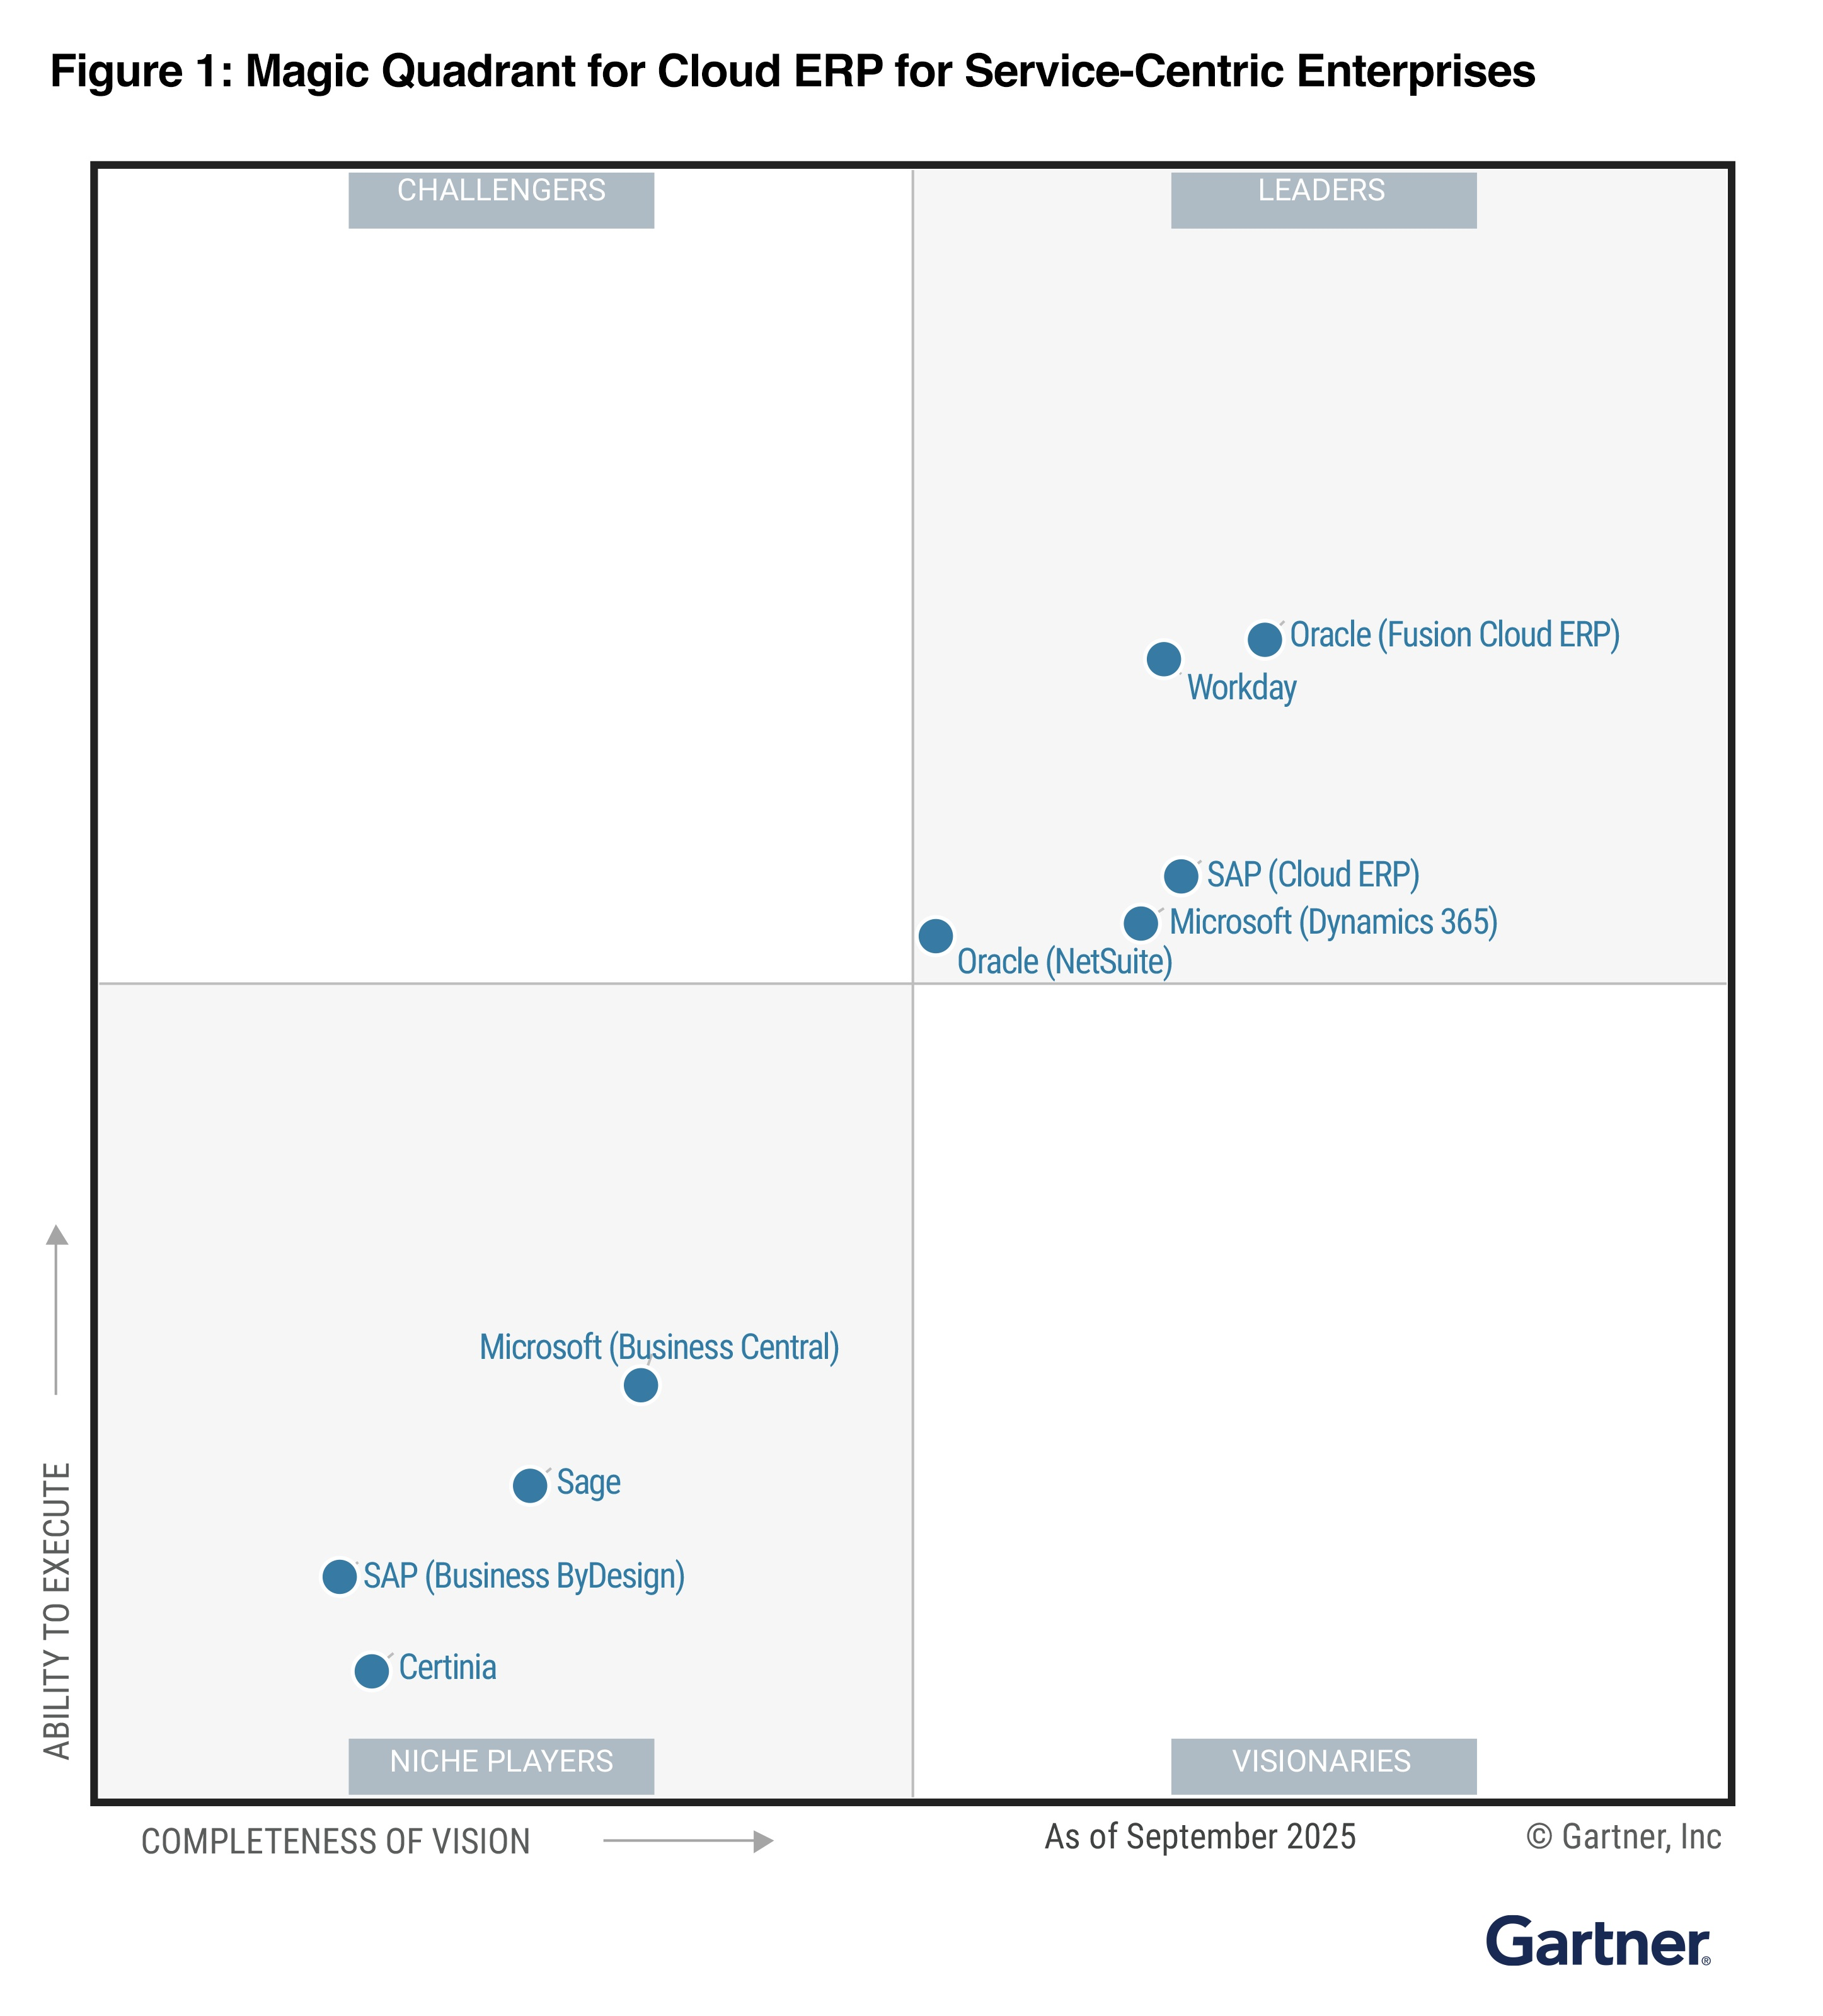 Figure 1: Magic Quadrant for Cloud ERP for Service-Centric Enterprises
CHALLENGERS
LEADERS
Oracle (Fusion Cloud ERP)
Workday
SAP (Cloud ERP)
Microsoft (Dynamics 365)
Oracle (NetSuite)
Microsoft (Business Central)
Sage
SAP (Business ByDesign)
Certinia
NICHE PLAYERS
VISIONARIES
ABILITY TO EXECUTE
COMPLETENESS OF VISION
As of September 2025
© Gartner, Inc
Gartner®